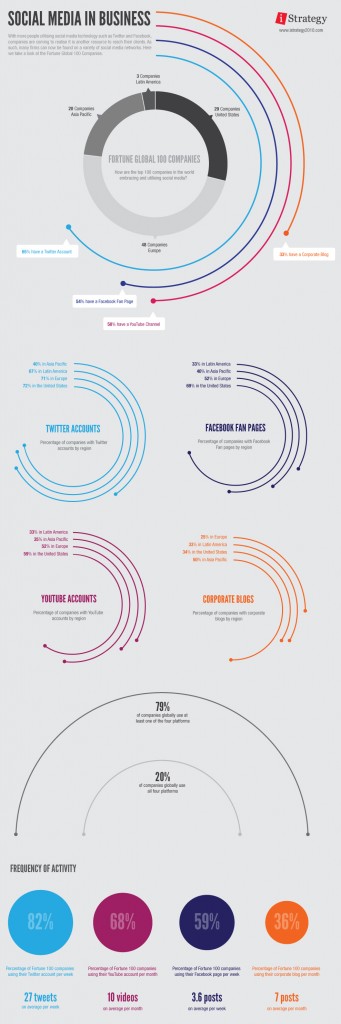 SOCIAL MEDIA IN BUSINESS
i Strategy
www.istrategy2010.com
With more people utilising social media technology such as Twitter and Facebook,
companies are coming to realise it is another resource to reach their clients. As
such, many firms can now be found on a variety of social media networks. Here
we take a look at the Fortune Global 100 Companies.
3 Companies
Latin America
20 Companies
Asia Pacific
29 Companies
United States
FORTUNE GLOBAL 100 COMPANIES
How are the top 100 companies in the world
embracing and utilising social media?
48 Companies
Europe
65% have a Twitter Account
33% have a Corporate Blog
54% have a Facebook Fan Page
50% have a YouTube Channel
40% in Asia Pacific
67% in Latin America
71% in Europe
72% in the United States
TWITTER ACCOUNTS
Percentage of companies with Twitter
accounts by region
33% in Latin America
40% in Asia Pacific
52% in Europe
69% in the United States
FACEBOOK FAN PAGES
Percentage of companies with Facebook
Fan pages by region
33% in Latin America
35% in Asia Pacific
52% in Europe
59% in the United States
YOUTUBE ACCOUNTS
Percentage of companies with YouTube
accounts by region
25% in Europe
33% in Latin America
34% in the United States
50% in Asia Pacific
CORPORATE BLOGS
Percentage of companies with corporate
blogs by region
79%
of companies globally use at
least one of the four platforms
20%
of companies globally use
all four platforms
FREQUENCY OF ACTIVITY
82%
68%
59%
36%
Percentage of Fortune 100 companies
using their Twitter account per week
Percentage of Fortune 100 companies
using their YouTube account per month
Percentage of Fortune 100 companies
using their Facebook page per week
Percentage of Fortune 100 companies
using their corporate blog per month
27 tweets
on average per week
10 videos
on average per month
3.6 posts
on average per week
7 posts
on average per month